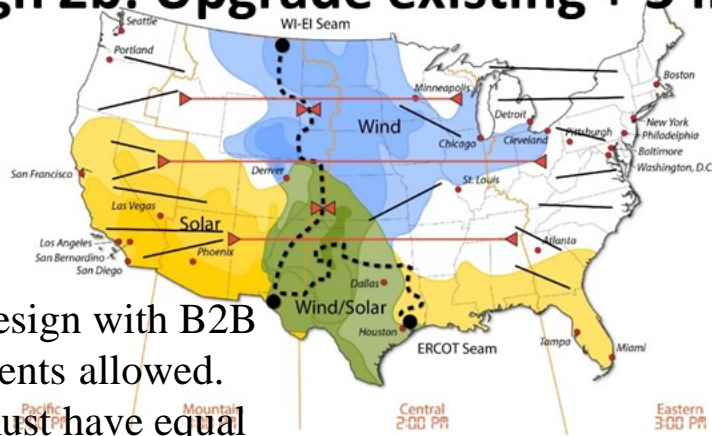 gn 2b: Upgrade existing + 3
WI-EI Seam
Seattle
Portland
Minneapolis
Boston
Detroit
New York
Wind
Chicago
Cleveland
Pittsburgh
Philadelphia
Baltimore
Washington, D.C
San Francisco
Denver
St. Louis
Las Vegas
Solar
Los Angeles
San Bernardino
San Diego
Phoenix
Atlanta
Dallas
Wind/Solar
Houston
ERCOT Seam
Tampa
Miami
esign with B2B
ents allowed.
Pacific
Mountain
Central
2:00 PM
Eastern
3:00 PM
ust have equal